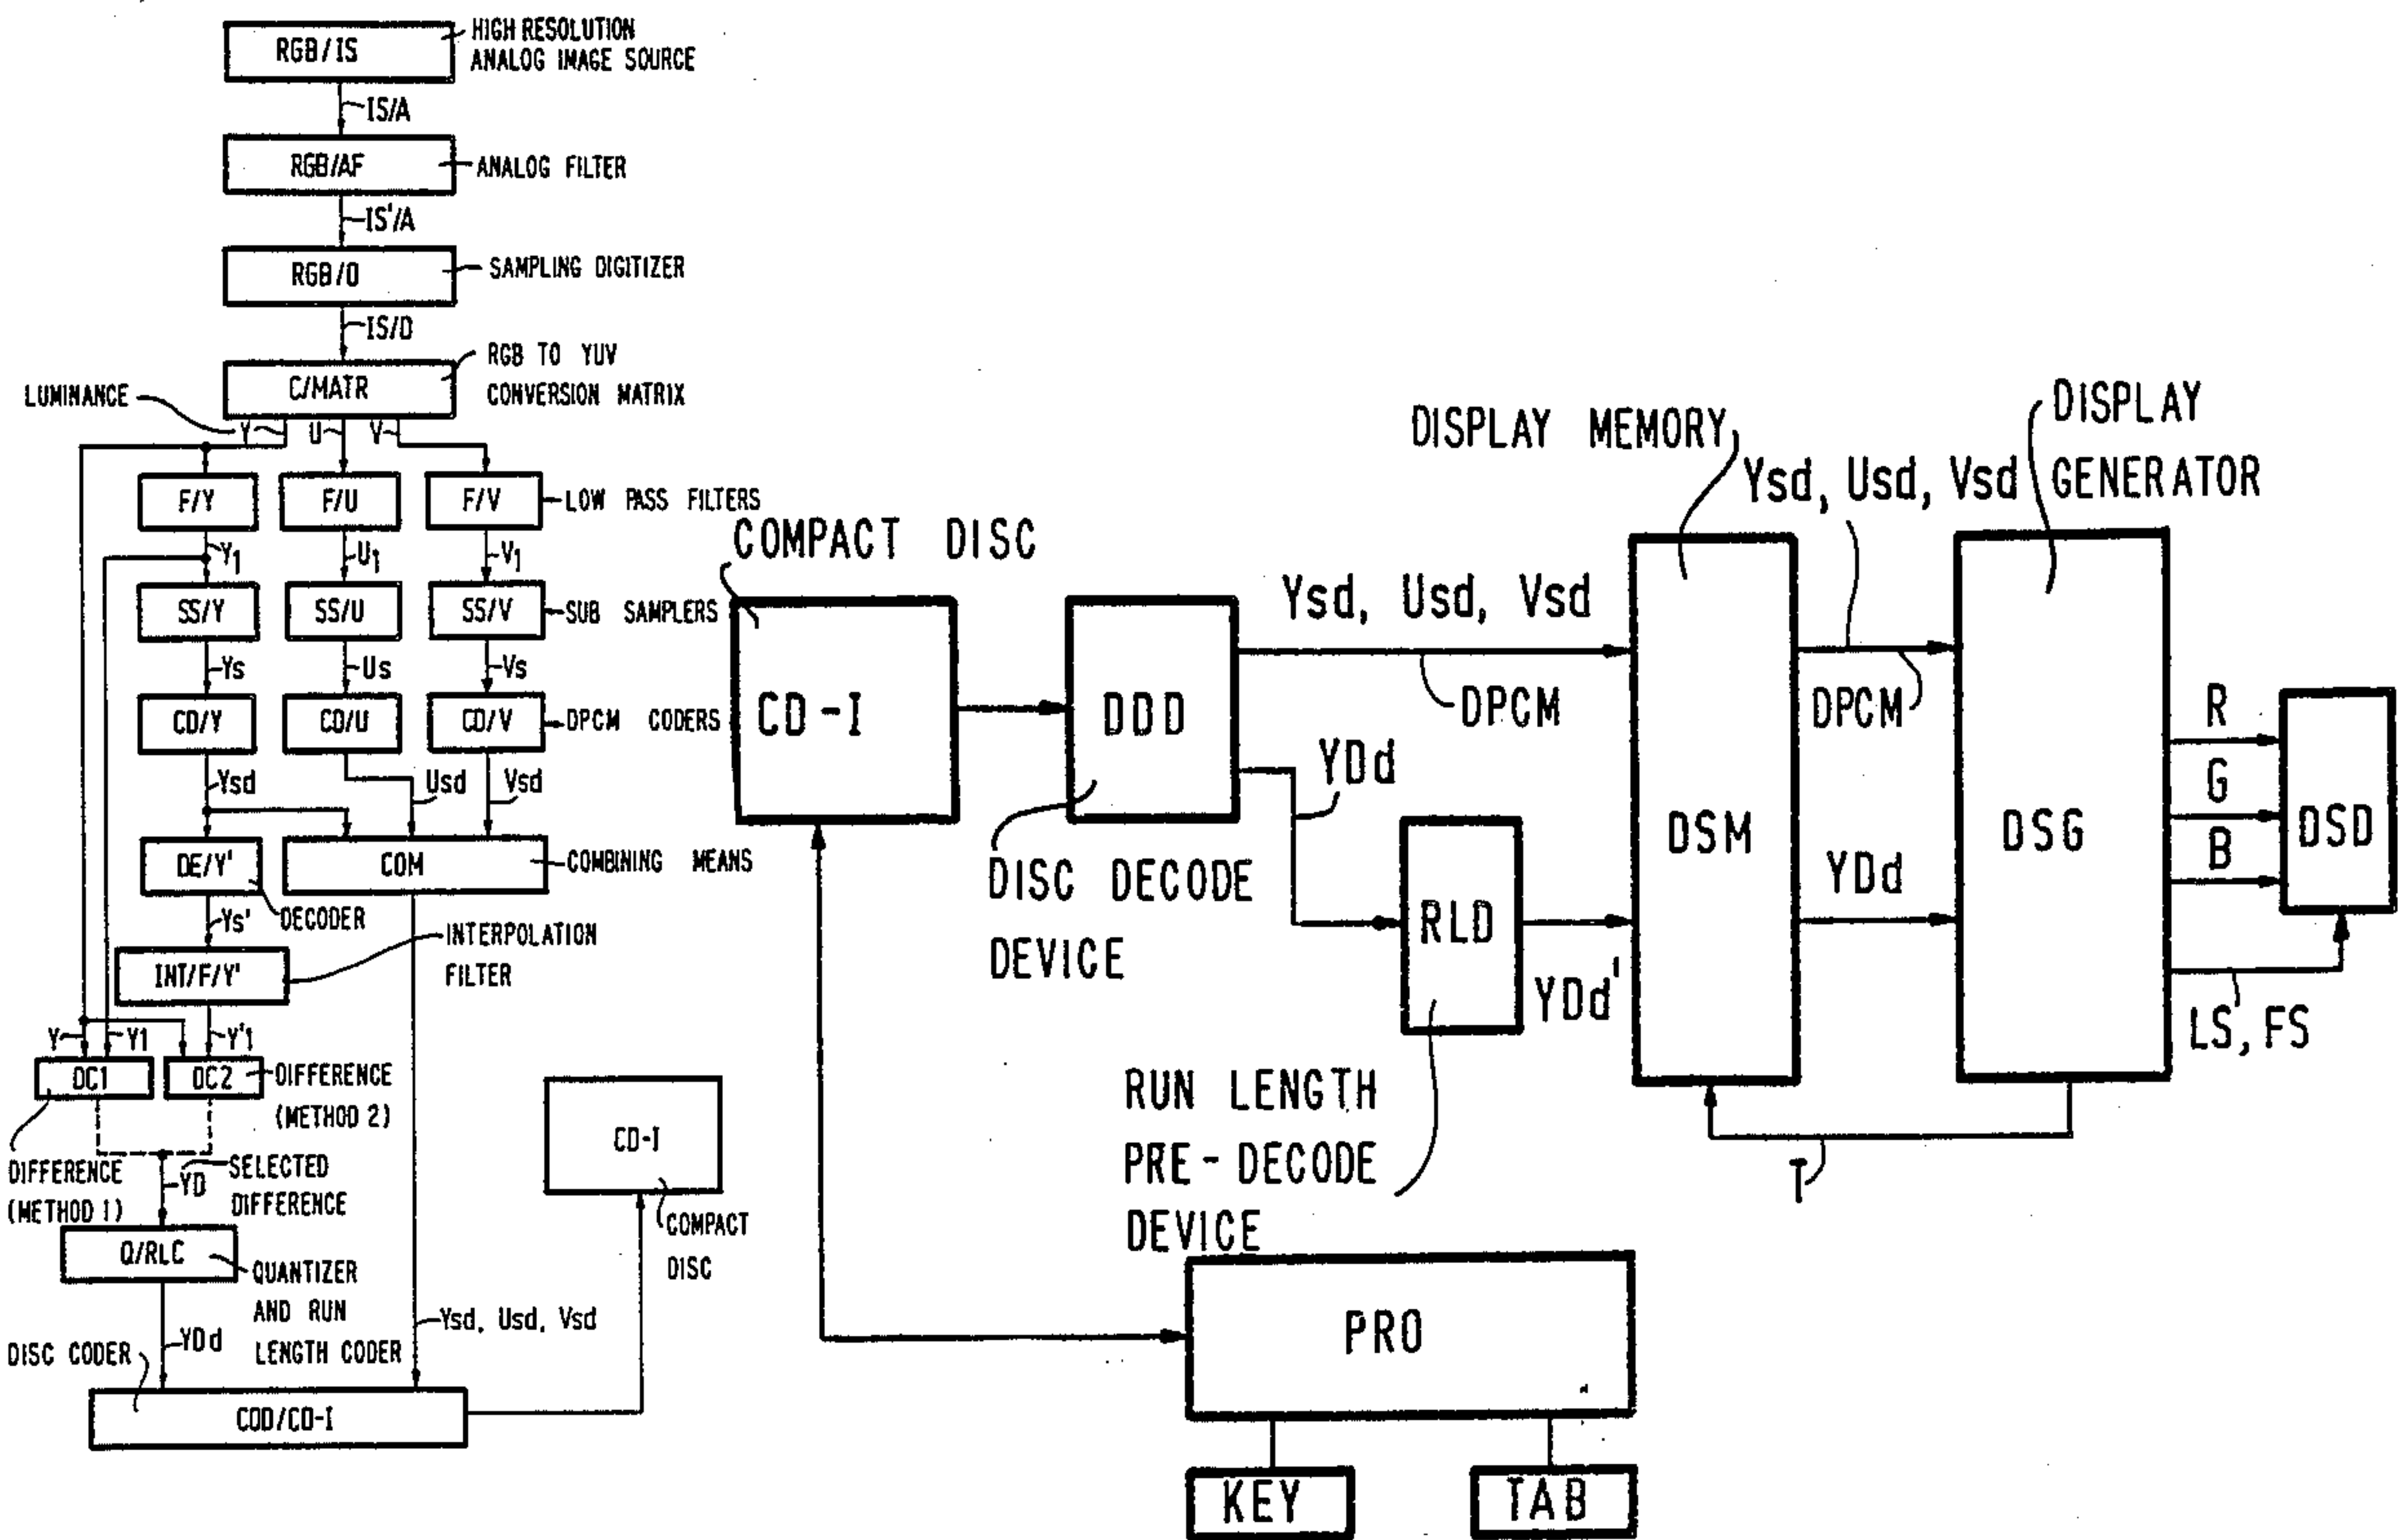 RGB/IS
HIGH RESOLUTION
ANALOG IMAGE SOURCE
IS/A
RGB/AF
ANALOG FILTER
IS'/A
RGB/D
SAMPLING DIGITIZER
IS/D
RGB TO YUV
CONVERSION MATRIX
C/MATR
LUMINANCE
Y
U
V
F/Y
F/U
F/V
LOW PASS FILTERS
Y1
U1
V1
SS/Y
SS/U
SS/V
SUB SAMPLERS
Ys
Us
Vs
CD/Y
CD/U
CD/V
DPCM CODERS
Ysd
Usd
Vsd
DE/Y'
COM
COMBINING MEANS
DECODER
Ys'
INTERPOLATION
FILTER
INT/F/Y'
Y
Y1
Y'1
DC1
DC2
DIFFERENCE
(METHOD 2)
DIFFERENCE
(METHOD 1)
YD
SELECTED
DIFFERENCE
Q/RLC
QUANTIZER
AND RUN
LENGTH CODER
YDd
Ysd, Usd, Vsd
DISC CODER
COD/CD-I
CD-I
COMPACT
DISC
COMPACT DISC
CD-I
DDD
DISC DECODE
DEVICE
Ysd, Usd, Vsd
DPCM
YDd
RLD
YDd'
RUN LENGTH
PRE-DECODE
DEVICE
DISPLAY MEMORY
DSM
Ysd, Usd, Vsd
DPCM
YDd
DISPLAY
GENERATOR
DSG
R
G
B
DSD
LS, FS
T
PRO
KEY
TAB